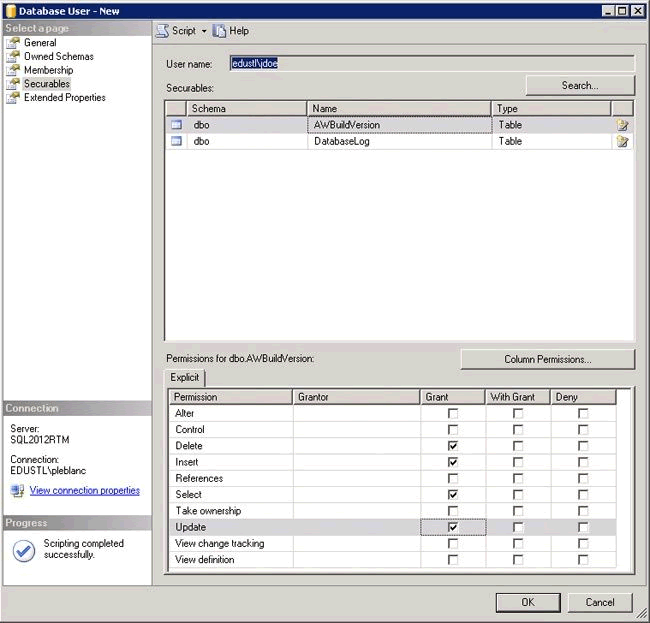 Database User - New
Select a page
General
Owned Schemas
Membership
Securables
Extended Properties
Script Help
User name: edustl\jdoe
Securables: Search...
Schema Name Type
dbo AWBuildVersion Table
dbo DatabaseLog Table
Permissions for dbo.AWBuildVersion: Column Permissions...
Explicit
Permission Grantor Grant With Grant Deny
Alter
Control
Delete
Insert
References
Select
Take ownership
Update
View change tracking
View definition
Connection
Server:
SQL2012RTM
Connection:
EDUSTL\pleblanc
View connection properties
Progress
Scripting completed
successfully.
OK Cancel